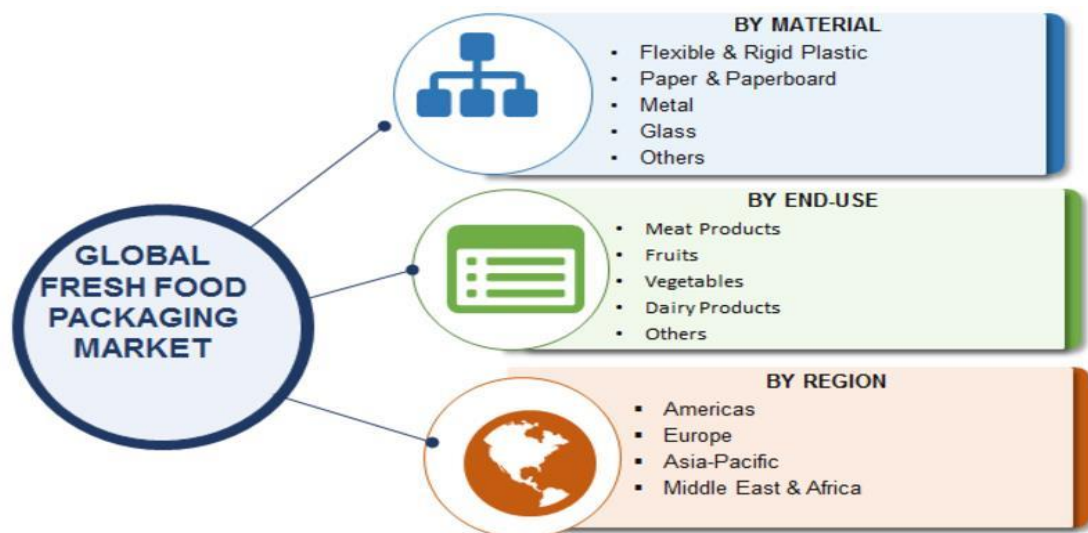 GLOBAL
FRESH FOOD
PACKAGING
MARKET
BY MATERIAL
• Flexible & Rigid Plastic
• Paper & Paperboard
• Metal
• Glass
• Others
BY END-USE
• Meat Products
• Fruits
• Vegetables
• Dairy Products
• Others
BY REGION
▪ Americas
▪ Europe
▪ Asia-Pacific
▪ Middle East & Africa